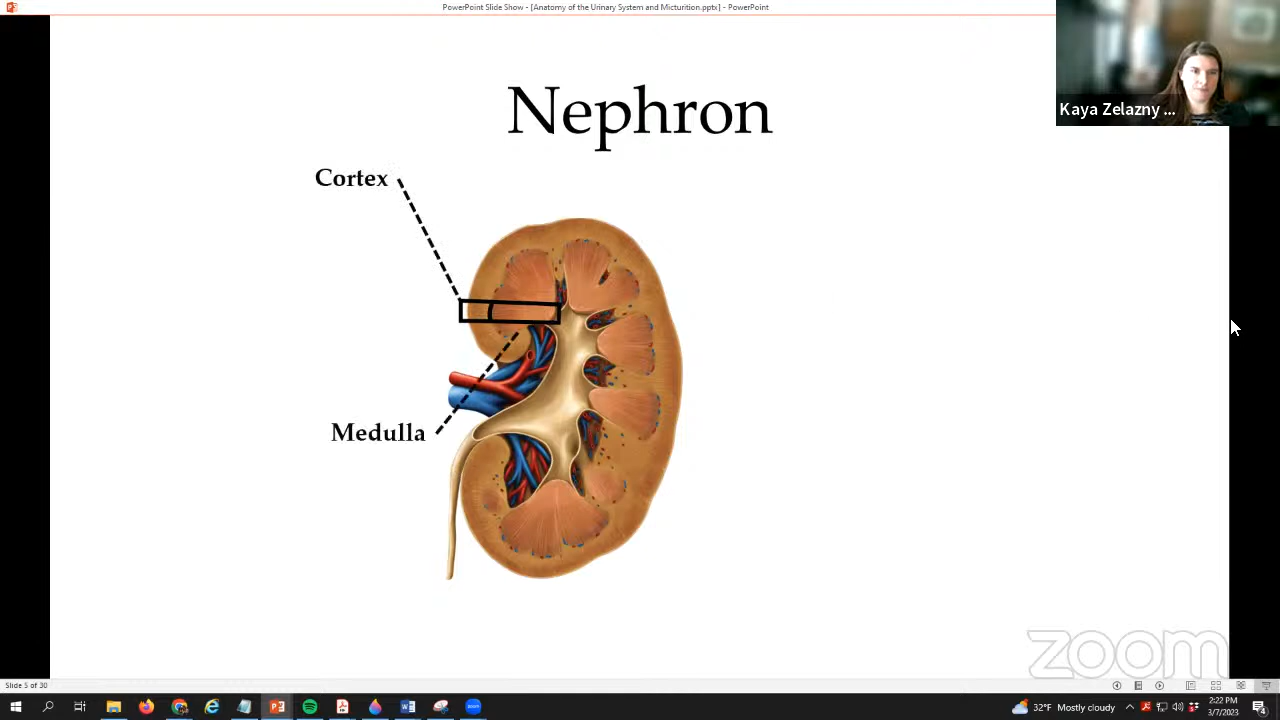 PowerPoint Slide Show - [Anatomy of the Urinary System and Micturition.pptx] - PowerPoint
Kaya Zelazny ...
Nephron
Cortex
Medulla
zoom
Slide 5 of 30
32°F Mostly cloudy
2:22 PM
3/7/2023